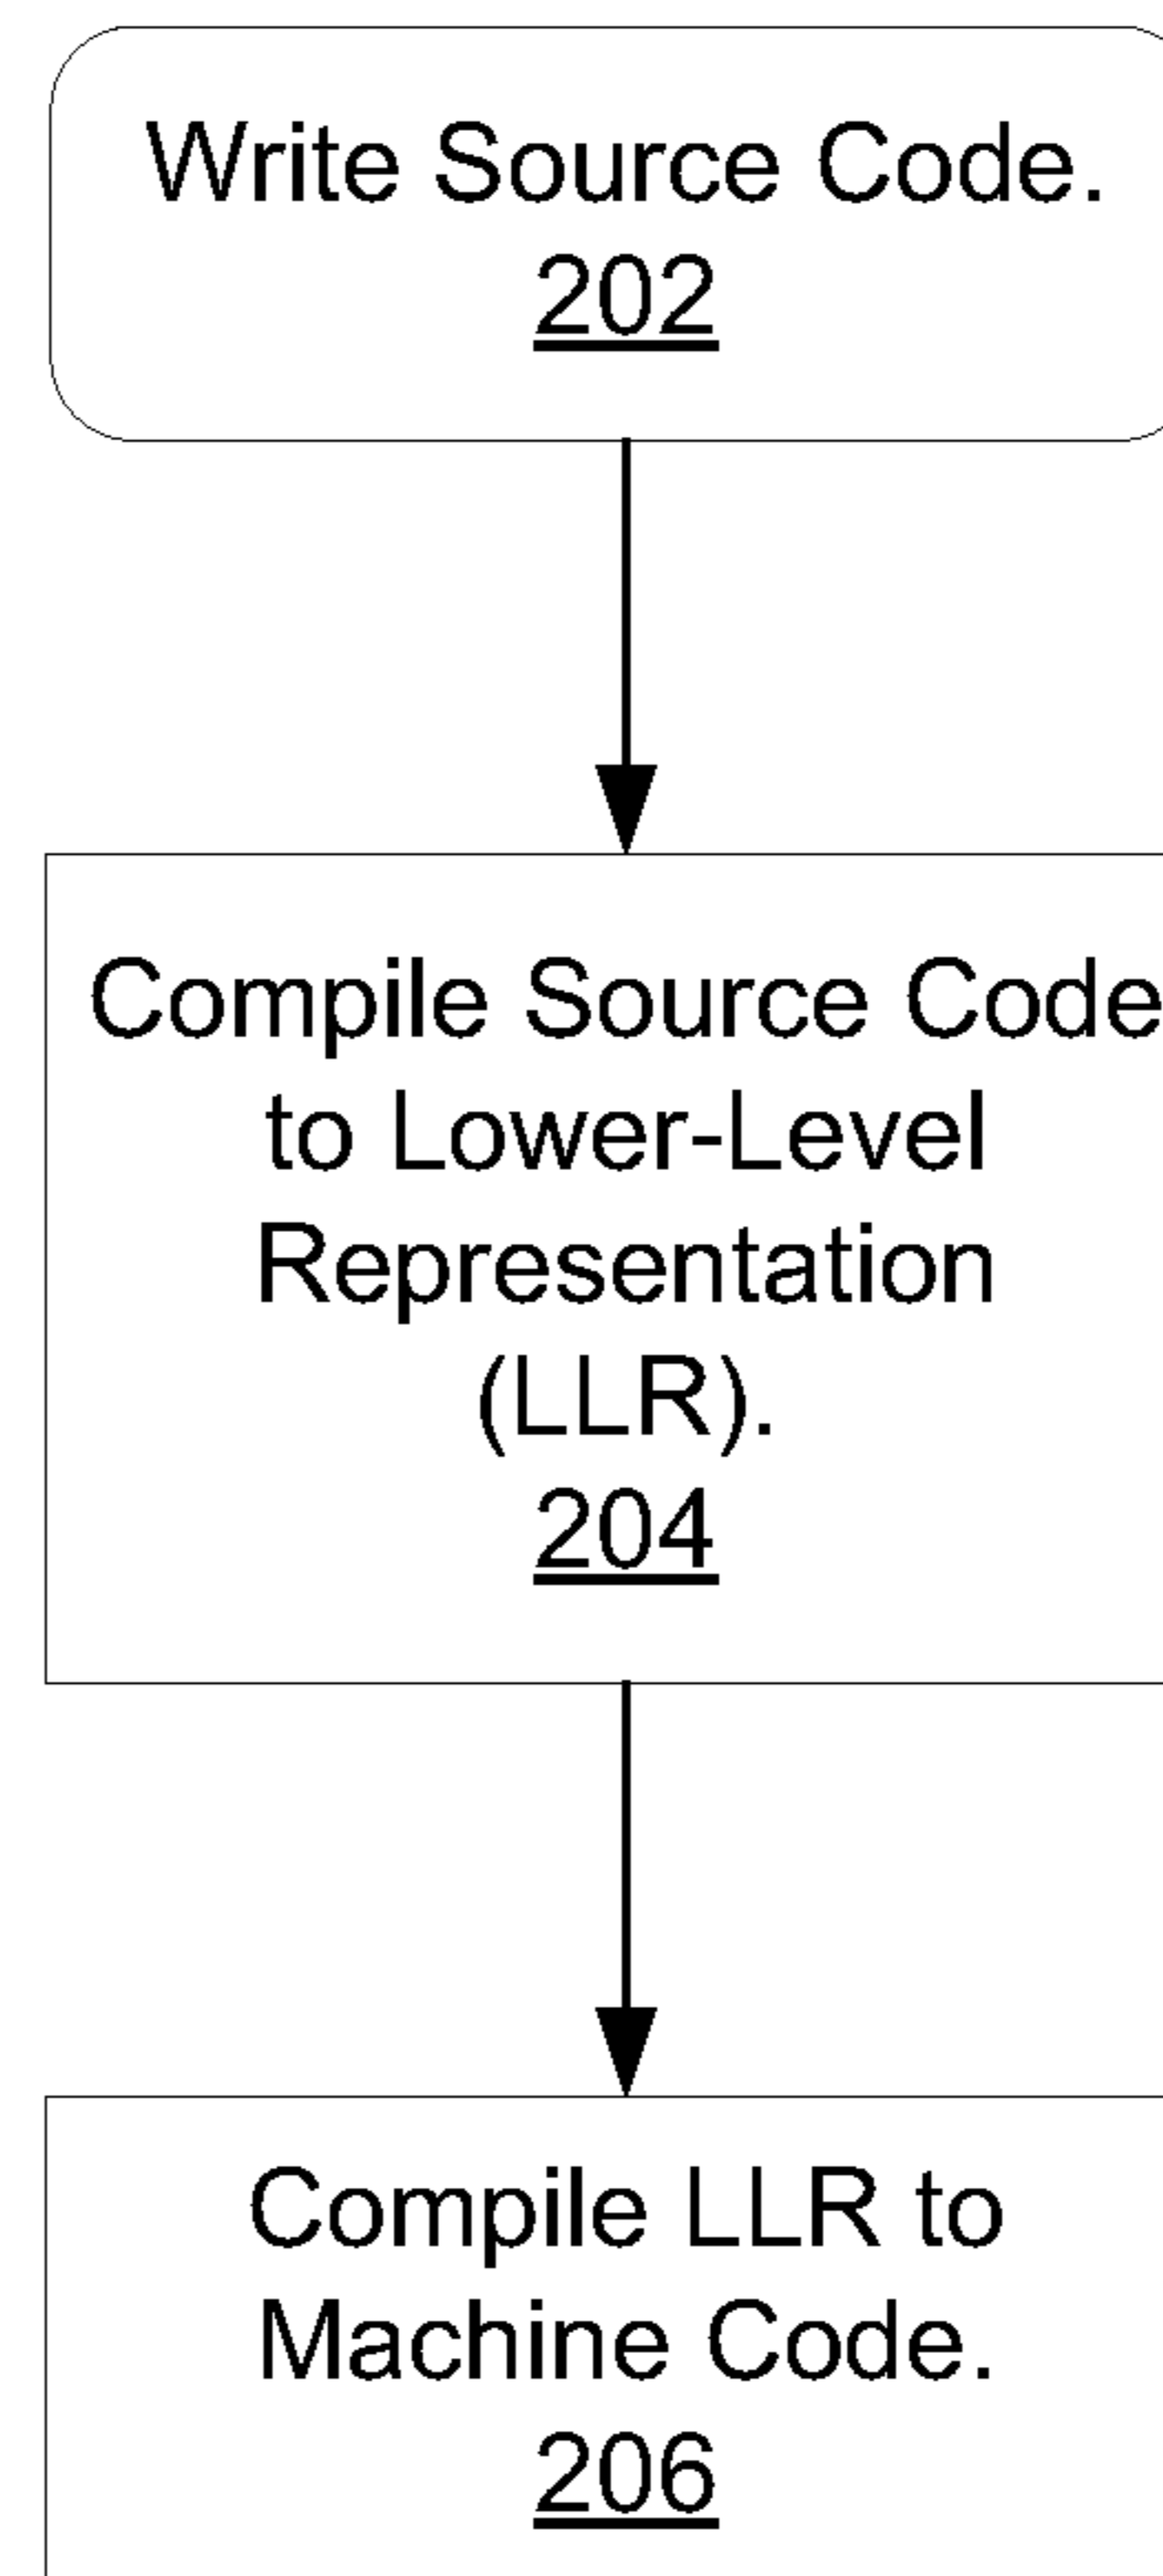 Write Source Code.
202
Compile Source Code
to Lower-Level
Representation
(LLR).
204
Compile LLR to
Machine Code.
206